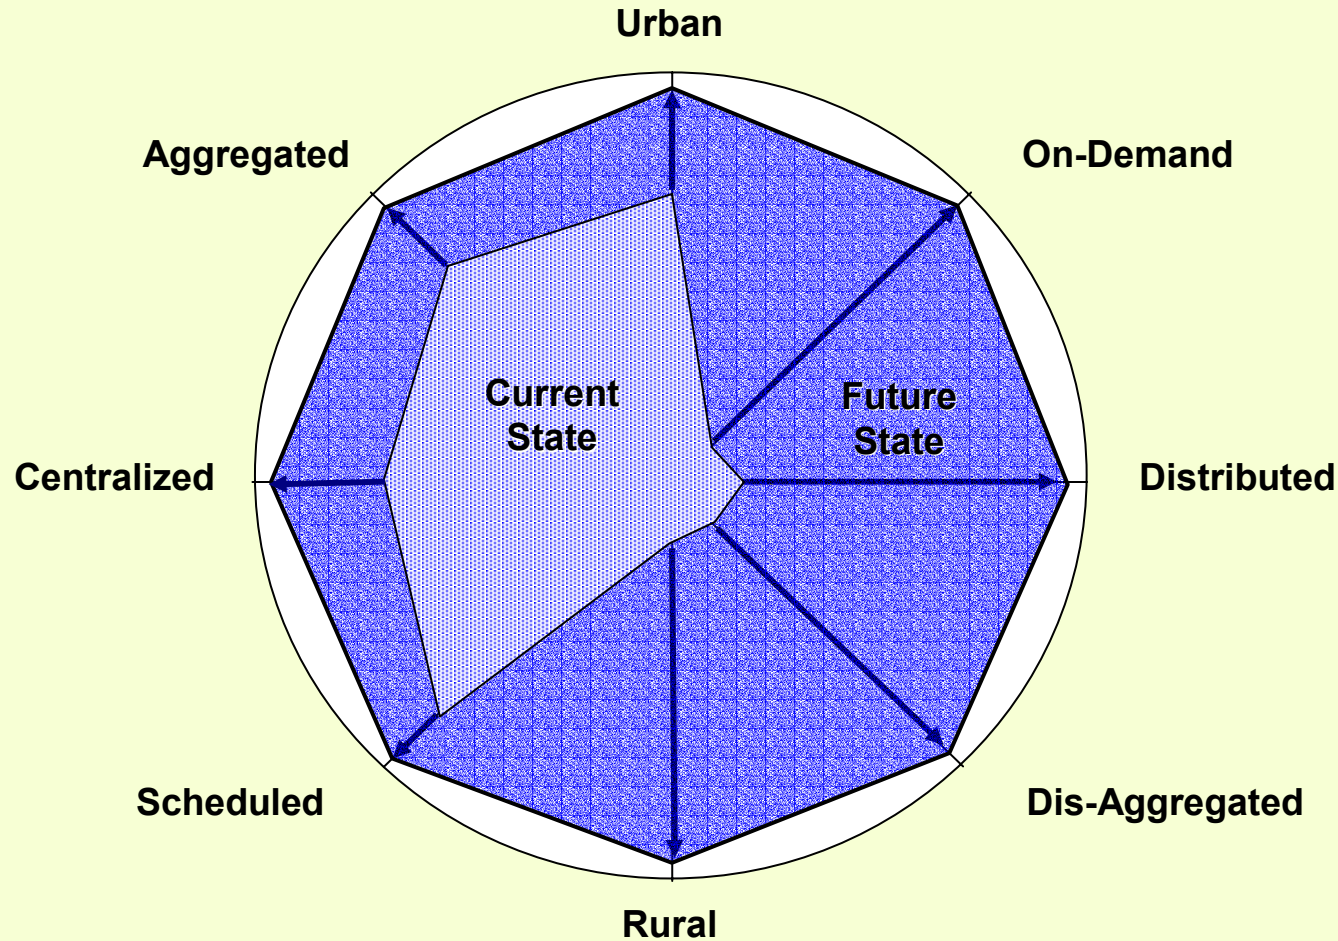 Urban
Aggregated
On-Demand
Current
State
Future
State
Centralized
Distributed
Scheduled
Dis-Aggregated
Rural